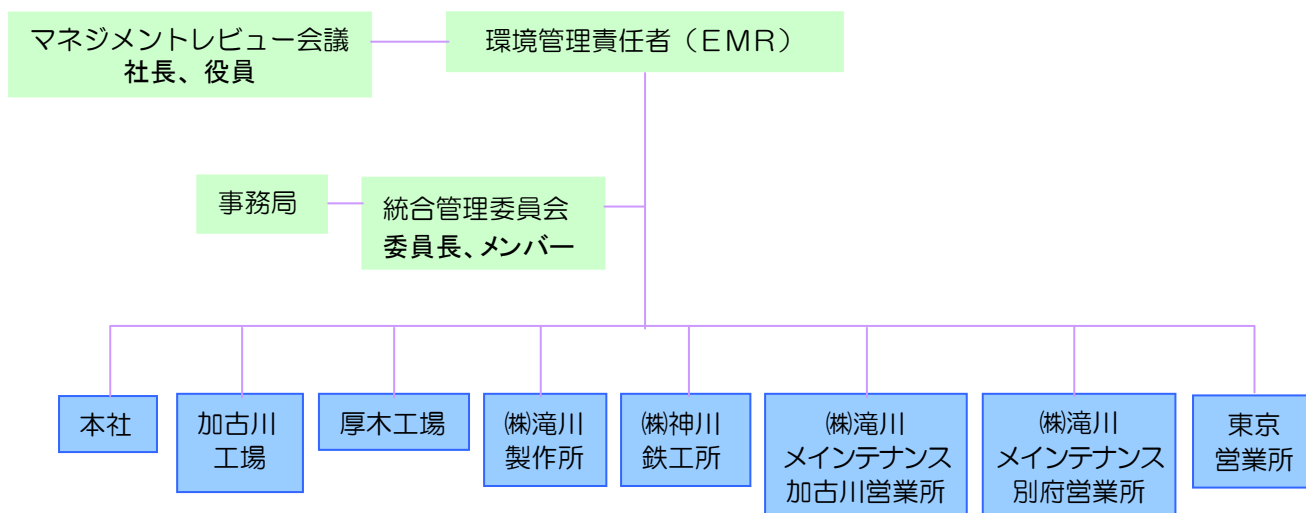 マネジメントレビュー会議
社長、役員
環境管理責任者（ＥＭＲ）
事務局
統合管理委員会
委員長、メンバー
本社
加古川
工場
厚木工場
㈱滝川
製作所
㈱神川
鉄工所
㈱滝川
メインテナンス
加古川営業所
㈱滝川
メインテナンス
別府営業所
東京
営業所